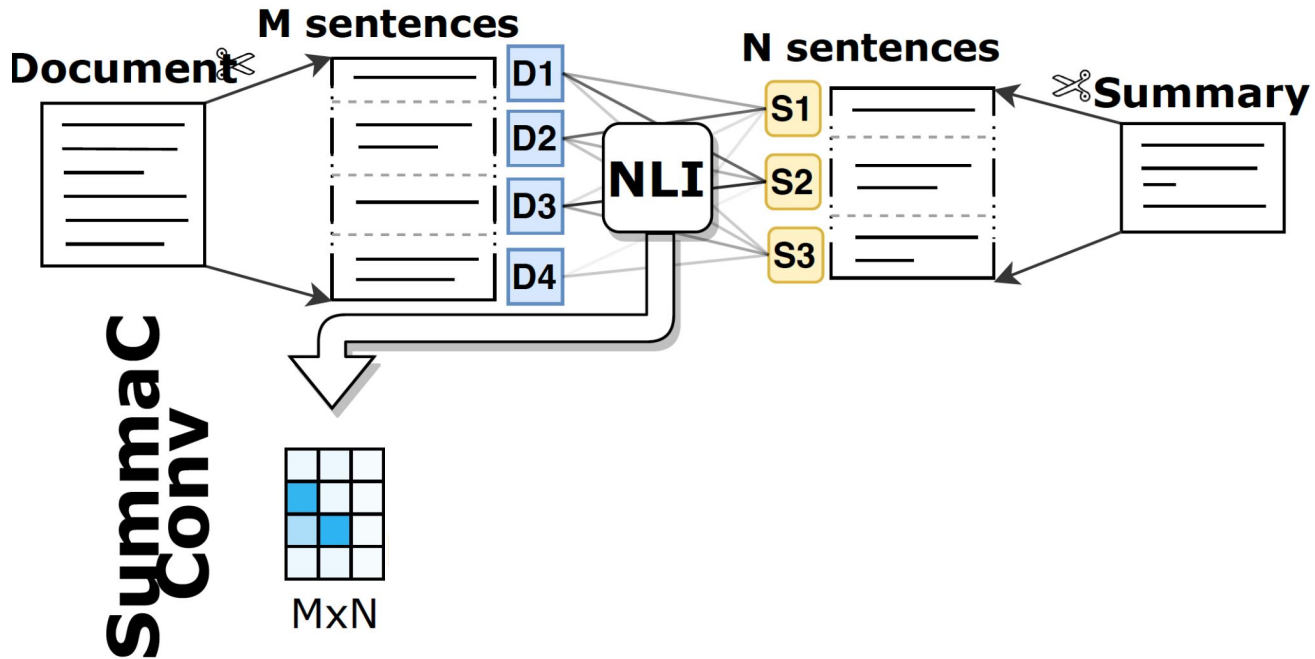 M sentences
Document
N sentences
Summary
D1
D2
D3
D4
NLI
S1
S2
S3
SummaC
Conv
MxN